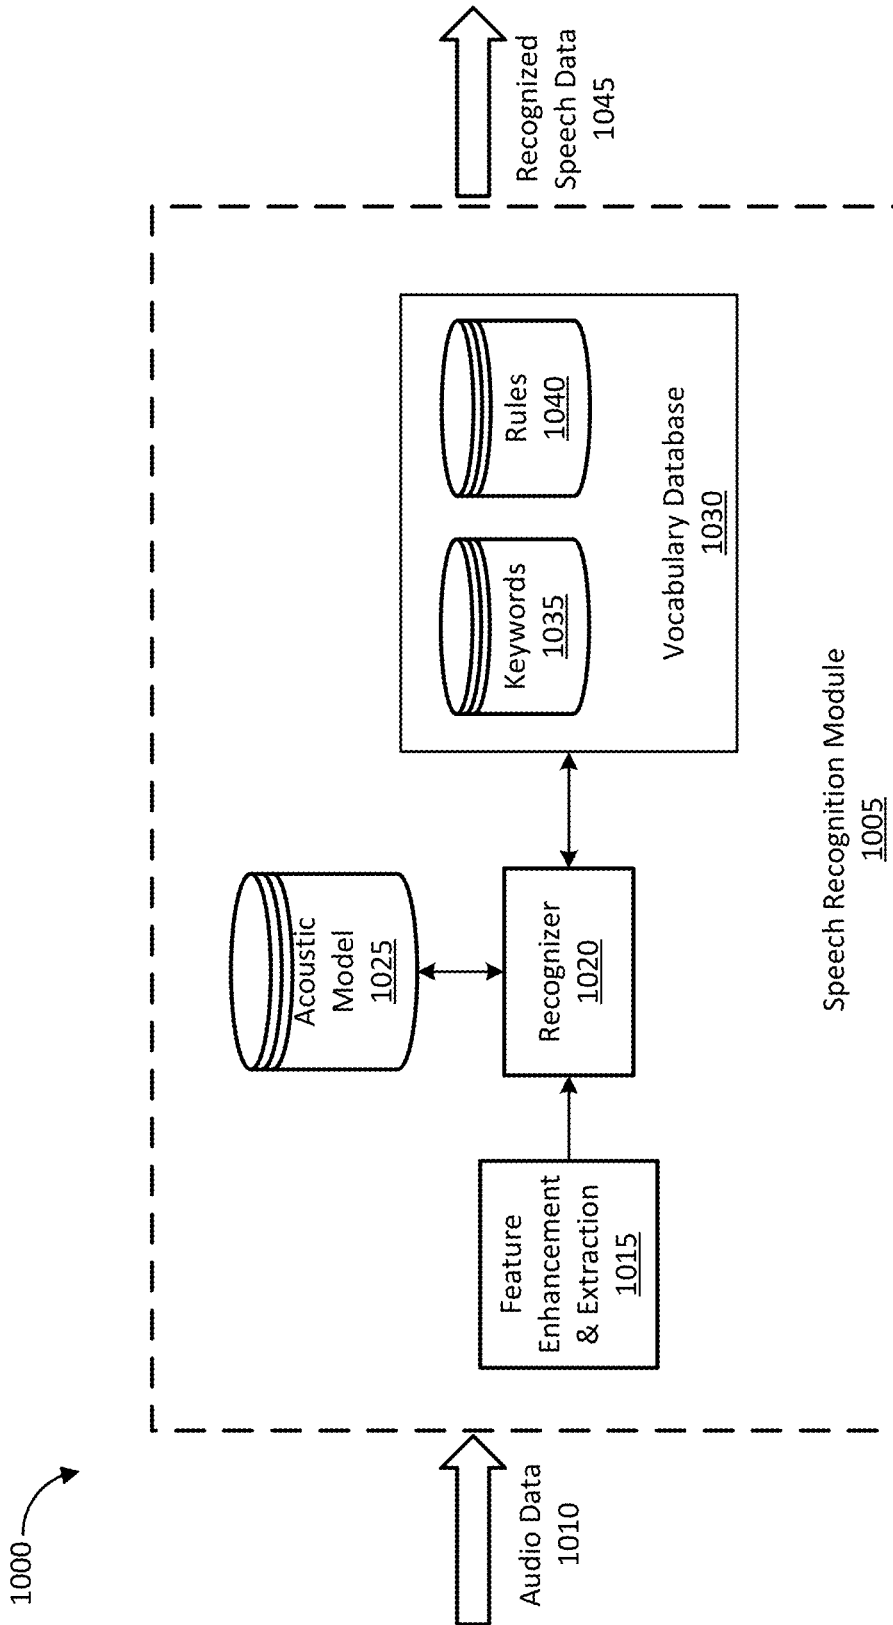 1000
Audio Data
1010
Feature
Enhancement
& Extraction
1015
Acoustic
Model
1025
Recognizer
1020
Keywords
1035
Rules
1040
Vocabulary Database
1030
Speech Recognition Module
1005
Recognized
Speech Data
1045